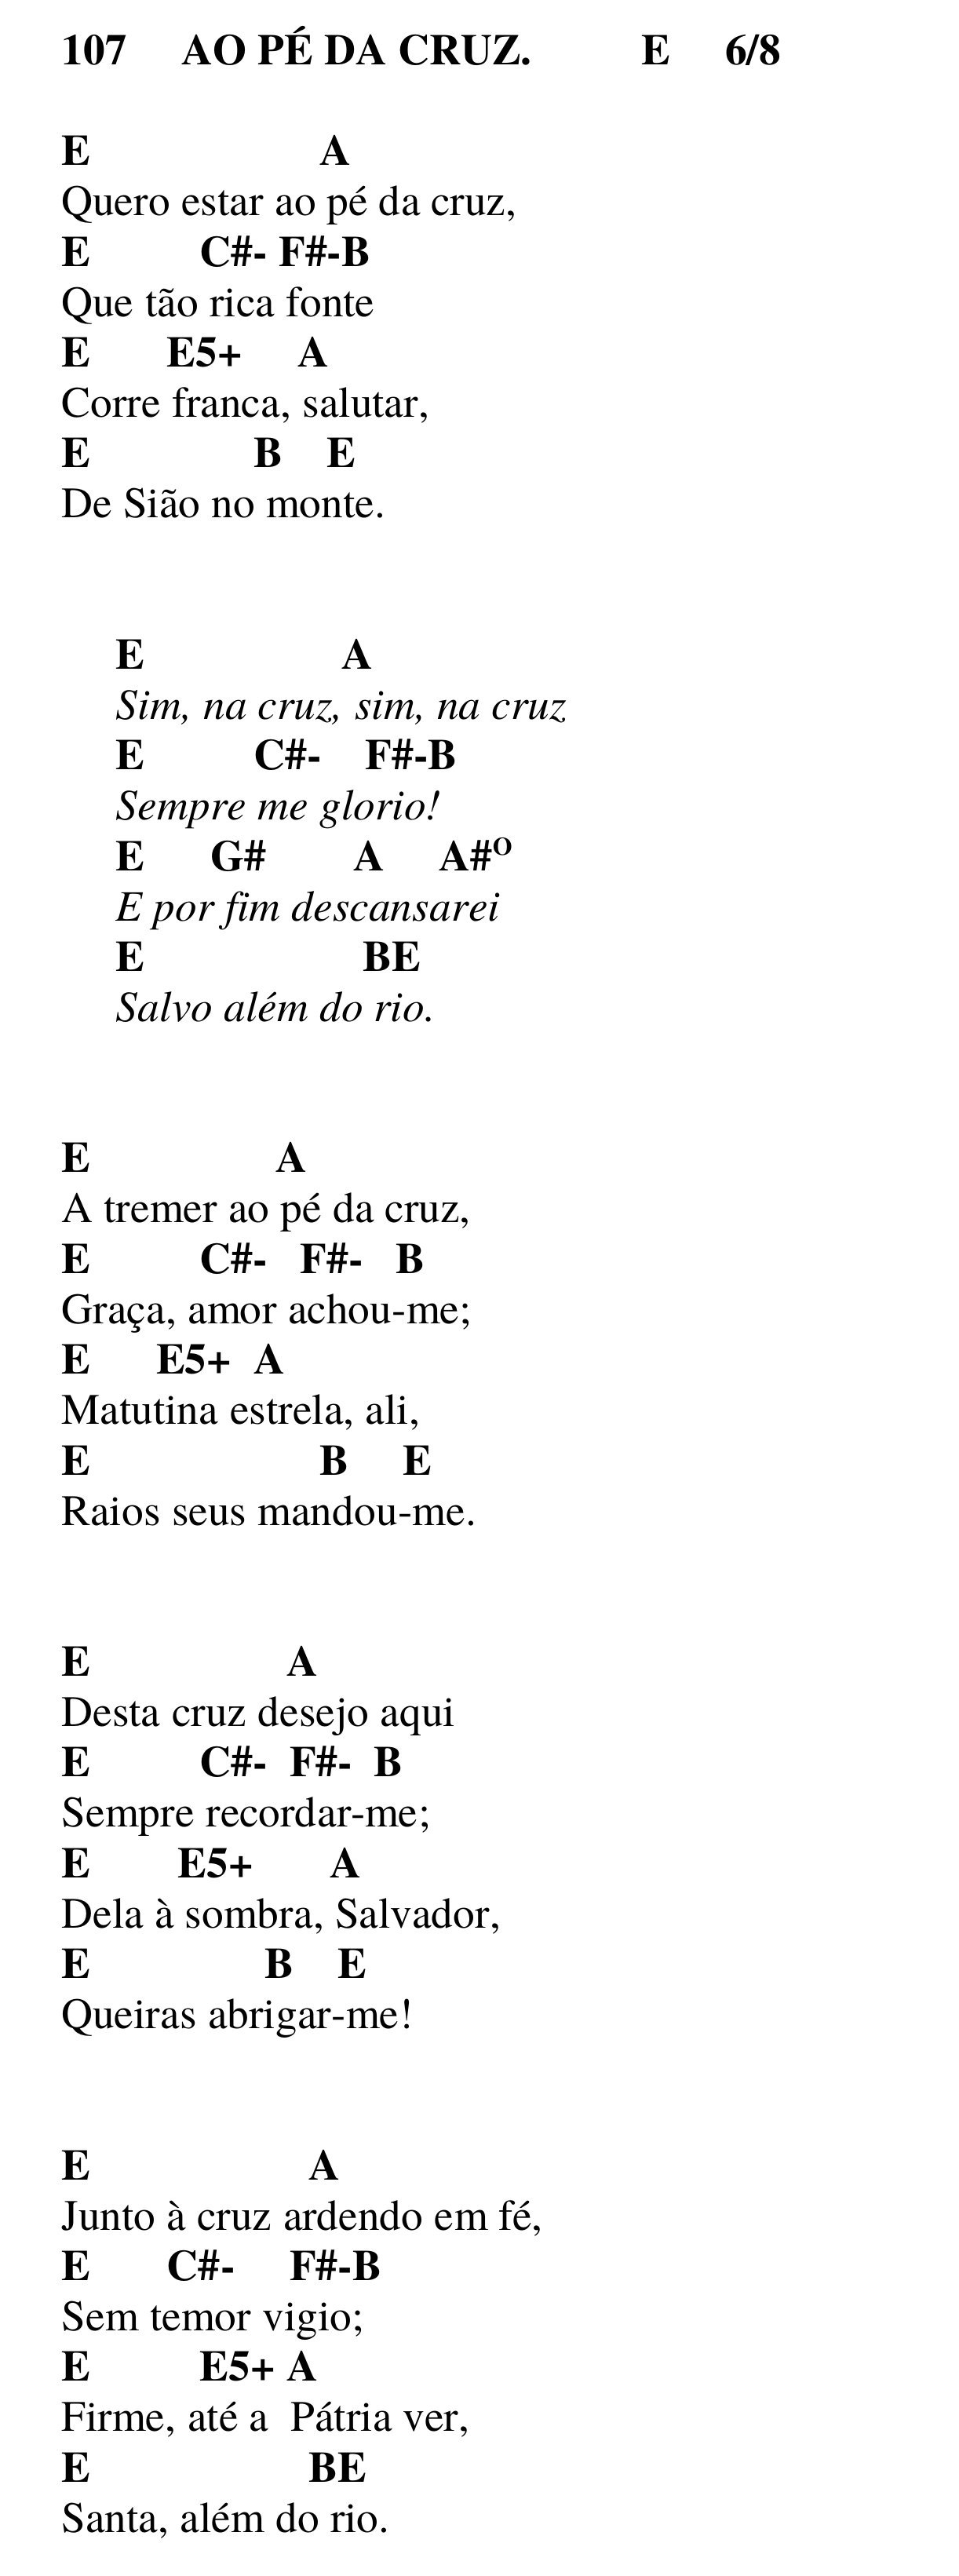 107 AO PÉ DA CRUZ. E 6/8
E A
Quero estar ao pé da cruz,
E C#- F#-B
Que tão rica fonte
E E5+ A
Corre franca, salutar,
E B E
De Sião no monte.
E A
Sim, na cruz, sim, na cruz
E C#- F#-B
Sempre me glorio!
E G# A A#º
E por fim descansarei
E BE
Salvo além do rio.
E A
A tremer ao pé da cruz,
E C#- F#- B
Graça, amor achou-me;
E E5+ A
Matutina estrela, ali,
E B E
Raios seus mandou-me.
E A
Desta cruz desejo aqui
E C#- F#- B
Sempre recordar-me;
E E5+ A
Dela à sombra, Salvador,
E B E
Queiras abrigar-me!
E A
Junto à cruz ardendo em fé,
E C#- F#-B
Sem temor vigio;
E E5+ A
Firme, até a Pátria ver,
E BE
Santa, além do rio.